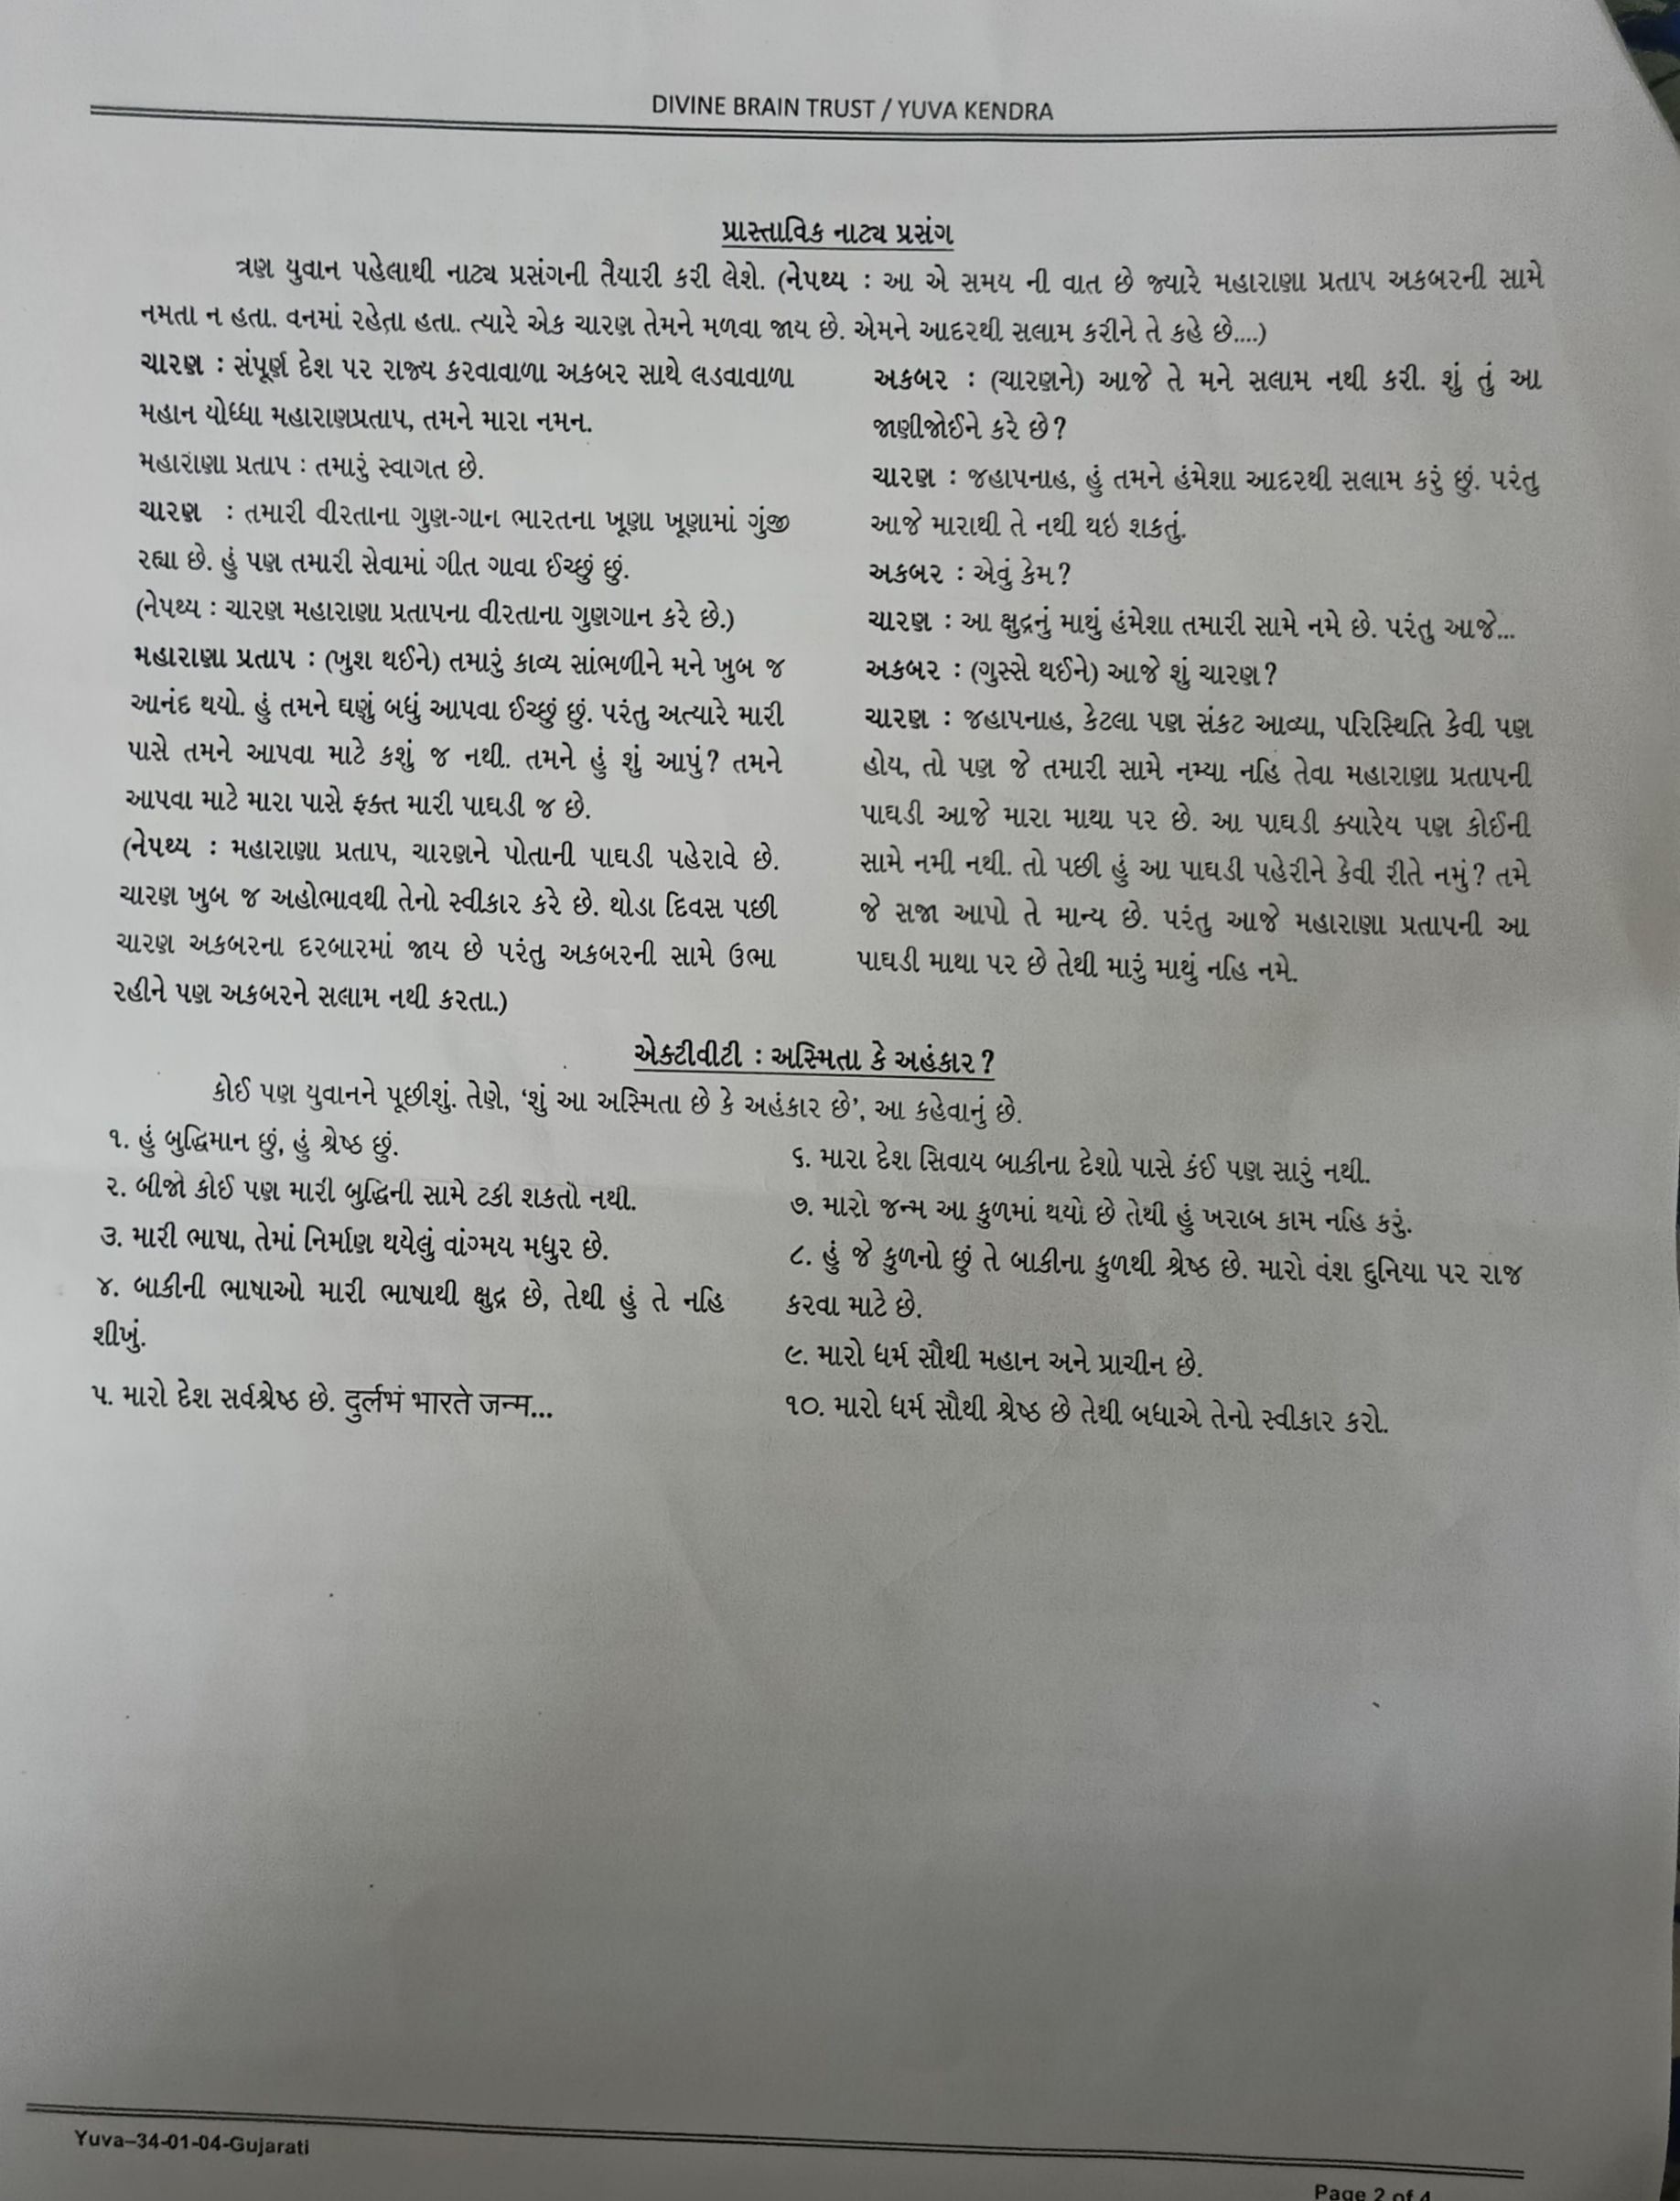 DIVINE BRAIN TRUST / YUVA KENDRA
પ્રાસ્તાવિક નાટ્ય પ્રસંગ
ત્રણ યુવાન પહેલાથી નાટ્ય પ્રસંગની તૈયારી કરી લેશે. (નેપથ્ય : આ એ સમય ની વાત છે જ્યારે મહારાણા પ્રતાપ અકબરની સામે
નમતા ન હતા. વનમાં રહેતા હતા. ત્યારે એક ચારણ તેમને મળવા જાય છે. એમને આદરથી સલામ કરીને તે કહે છે....)
ચારણ : સંપૂર્ણ દેશ પર રાજ્ય કરવાવાળા અકબર સાથે લડવાવાળા
મહાન યોધ્ધા મહારાણપ્રતાપ, તમને મારા નમન.
મહારાણા પ્રતાપ : તમારું સ્વાગત છે.
ચારણ : તમારી વીરતાના ગુણ-ગાન ભારતના ખૂણા ખૂણામાં ગુંજી
રહ્યા છે. હું પણ તમારી સેવામાં ગીત ગાવા ઈચ્છું છું.
(નેપથ્ય : ચારણ મહારાણા પ્રતાપના વીરતાના ગુણગાન કરે છે.)
મહારાણા પ્રતાપ : (ખુશ થઈને) તમારું કાવ્ય સાંભળીને મને ખુબ જ
આનંદ થયો. હું તમને ઘણું બધું આપવા ઈચ્છું છું. પરંતુ અત્યારે મારી
પાસે તમને આપવા માટે કશું જ નથી. તમને હું શું આપું? તમને
આપવા માટે મારા પાસે ફક્ત મારી પાઘડી જ છે.
(નેપથ્ય : મહારાણા પ્રતાપ, ચારણને પોતાની પાઘડી પહેરાવે છે.
ચારણ ખુબ જ અહોભાવથી તેનો સ્વીકાર કરે છે. થોડા દિવસ પછી
ચારણ અકબરના દરબારમાં જાય છે પરંતુ અકબરની સામે ઉભા
રહીને પણ અકબરને સલામ નથી કરતા.)
અકબર : (ચારણને) આજે તે મને સલામ નથી કરી. શું તું આ
જાણીજોઈને કરે છે?
ચારણ : જહાપનાહ, હું તમને હંમેશા આદરથી સલામ કરું છું. પરંતુ
આજે મારાથી તે નથી થઇ શકતું.
અકબર : એવું કેમ?
ચારણ : આ ક્ષુદ્રનું માથું હંમેશા તમારી સામે નમે છે. પરંતુ આજે...
અકબર : (ગુસ્સે થઈને) આજે શું ચારણ?
ચારણ : જહાપનાહ, કેટલા પણ સંકટ આવ્યા, પરિસ્થિતિ કેવી પણ
હોય, તો પણ જે તમારી સામે નમ્યા નહિ તેવા મહારાણા પ્રતાપની
પાઘડી આજે મારા માથા પર છે. આ પાઘડી ક્યારેય પણ કોઈની
સામે નમી નથી. તો પછી હું આ પાઘડી પહેરીને કેવી રીતે નમું? તમે
જે સજા આપો તે માન્ય છે. પરંતુ આજે મહારાણા પ્રતાપની આ
પાઘડી માથા પર છે તેથી મારું માથું નહિ નમે.
એક્ટીવીટી : અસ્મિતા કે અહંકાર?
કોઈ પણ યુવાનને પૂછીશું. તેણે, ‘શું આ અસ્મિતા છે કે અહંકાર છે’, આ કહેવાનું છે.
૧. હું બુદ્ધિમાન છું, હું શ્રેષ્ઠ છું.
૨. બીજો કોઈ પણ મારી બુદ્ધિની સામે ટકી શકતો નથી.
૩. મારી ભાષા, તેમાં નિર્માણ થયેલું વાંગ્મય મધુર છે.
૪. બાકીની ભાષાઓ મારી ભાષાથી ક્ષુદ્ર છે, તેથી હું તે નહિ
શીખું.
૫. મારો દેશ સર્વશ્રેષ્ઠ છે. दुर्लभं भारते जन्म...
૬. મારા દેશ સિવાય બાકીના દેશો પાસે કંઈ પણ સારું નથી.
૭. મારો જન્મ આ કુળમાં થયો છે તેથી હું ખરાબ કામ નહિ કરું.
૮. હું જે કુળનો છું તે બાકીના કુળથી શ્રેષ્ઠ છે. મારો વંશ દુનિયા પર રાજ
કરવા માટે છે.
૯. મારો ધર્મ સૌથી મહાન અને પ્રાચીન છે.
૧૦. મારો ધર્મ સૌથી શ્રેષ્ઠ છે તેથી બધાએ તેનો સ્વીકાર કરો.
Yuva–34-01-04-Gujarati
Page 2 of 4